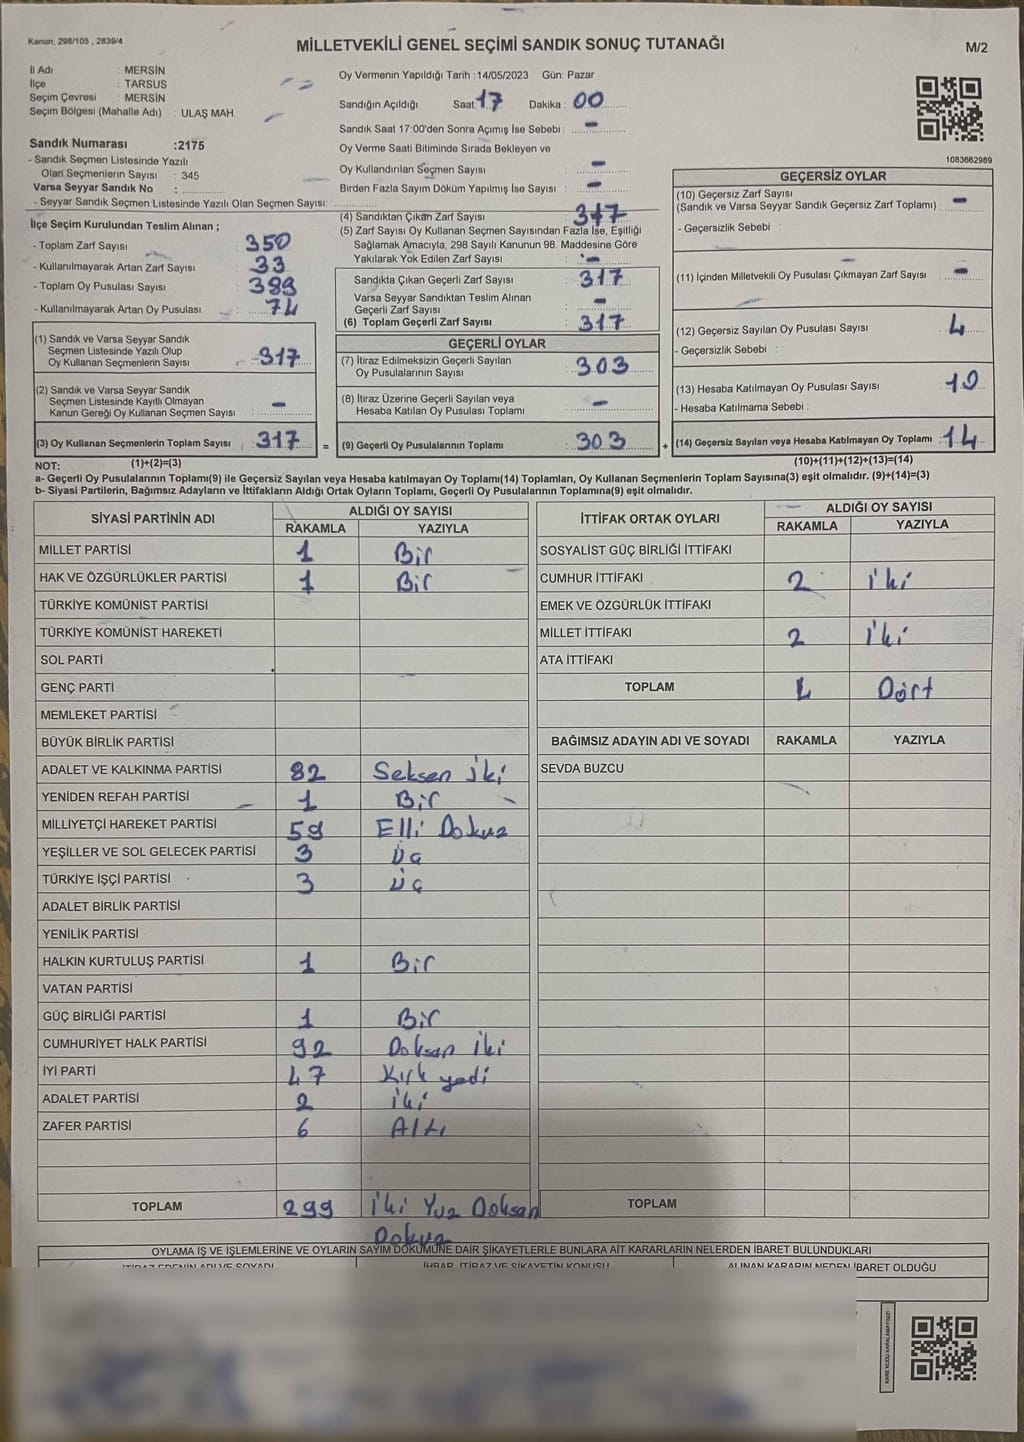 Kanun, 298/105 , 2839/4
MİLLETVEKİLİ GENEL SEÇİMİ SANDIK SONUÇ TUTANAĞI
M/2
İl Adı : MERSİN
İlçe : TARSUS
Seçim Çevresi : MERSİN
Seçim Bölgesi (Mahalle Adı) : ULAŞ MAH.
Oy Vermenin Yapıldığı Tarih :14/05/2023 Gün: Pazar
Sandığın Açıldığı Saat: 17 Dakika : 00
Sandık Saat 17:00'den Sonra Açımış İse Sebebi : -
Oy Verme Saati Bitiminde Sırada Bekleyen ve
Oy Kullandırılan Seçmen Sayısı : -
Birden Fazla Sayım Döküm Yapılmış İse Sayısı : -
Sandık Numarası :2175
- Sandık Seçmen Listesinde Yazılı
Olan Seçmenlerin Sayısı : 345
Varsa Seyyar Sandık No :
- Seyyar Sandık Seçmen Listesinde Yazılı Olan Seçmen Sayısı:
1083662989
İlçe Seçim Kurulundan Teslim Alınan ;
- Toplam Zarf Sayısı : 350
- Kullanılmayarak Artan Zarf Sayısı : 33
- Toplam Oy Pusulası Sayısı :
- Kullanılmayarak Artan Oy Pusulası : 74
(1) Sandık ve Varsa Seyyar Sandık
Seçmen Listesinde Yazılı Olup
Oy Kullanan Seçmenlerin Sayısı : 317
(2) Sandık ve Varsa Seyyar Sandık
Seçmen Listesinde Kayıtlı Olmayan
Kanun Gereği Oy Kullanan Seçmen Sayısı : -
(3) Oy Kullanan Seçmenlerin Toplam Sayısı : 317 =
(4) Sandıktan Çıkan Zarf Sayısı : 317
(5) Zarf Sayısı Oy Kullanan Seçmen Sayısından Fazla İse, Eşitliği
Sağlamak Amacıyla, 298 Sayılı Kanunun 98. Maddesine Göre
Yakılarak Yok Edilen Zarf Sayısı : -
Sandıkta Çıkan Geçerli Zarf Sayısı : 317
Varsa Seyyar Sandıktan Teslim Alınan
Geçerli Zarf Sayısı : -
(6) Toplam Geçerli Zarf Sayısı : 317
GEÇERLİ OYLAR
(7) İtiraz Edilmeksizin Geçerli Sayılan
Oy Pusulalarının Sayısı : 303
(8) İtiraz Üzerine Geçerli Sayılan veya
Hesaba Katılan Oy Pusulası Toplamı : -
(9) Geçerli Oy Pusulalarının Toplamı : 303 +
GEÇERSİZ OYLAR
(10) Geçersiz Zarf Sayısı
(Sandık ve Varsa Seyyar Sandık Geçersiz Zarf Toplamı) : -
- Geçersizlik Sebebi :
(11) İçinden Milletvekili Oy Pusulası Çıkmayan Zarf Sayısı : -
(12) Geçersiz Sayılan Oy Pusulası Sayısı : 4
- Geçersizlik Sebebi :
(13) Hesaba Katılmayan Oy Pusulası Sayısı : 10
- Hesaba Katılmama Sebebi :
(14) Geçersiz Sayılan veya Hesaba Katılmayan Oy Toplamı : 14
NOT: (1)+(2)=(3) (10)+(11)+(12)+(13)=(14)
a- Geçerli Oy Pusulalarının Toplamı(9) ile Geçersiz Sayılan veya Hesaba katılmayan Oy Toplamı(14) Toplamları, Oy Kullanan Seçmenlerin Toplam Sayısına(3) eşit olmalıdır. (9)+(14)=(3)
b- Siyasi Partilerin, Bağımsız Adayların ve İttifakların Aldığı Ortak Oyların Toplamı, Geçerli Oy Pusulalarının Toplamına(9) eşit olmalıdır.
SİYASİ PARTİNİN ADI ALDIĞI OY SAYISI
RAKAMLA YAZIYLA
MİLLET PARTİSİ 1 Bir
HAK VE ÖZGÜRLÜKLER PARTİSİ 1 Bir
TÜRKİYE KOMÜNİST PARTİSİ
TÜRKİYE KOMÜNİST HAREKETİ
SOL PARTİ
GENÇ PARTİ
MEMLEKET PARTİSİ
BÜYÜK BİRLİK PARTİSİ
ADALET VE KALKINMA PARTİSİ 82 Seksen iki
YENİDEN REFAH PARTİSİ 1 Bir
MİLLİYETÇİ HAREKET PARTİSİ 59 Elli Dokuz
YEŞİLLER VE SOL GELECEK PARTİSİ 3 Üç
TÜRKİYE İŞÇİ PARTİSİ 3 Üç
ADALET BİRLİK PARTİSİ
YENİLİK PARTİSİ
HALKIN KURTULUŞ PARTİSİ 1 Bir
VATAN PARTİSİ
GÜÇ BİRLİĞİ PARTİSİ 1 Bir
CUMHURİYET HALK PARTİSİ 92 Doksan iki
İYİ PARTİ 47 Kırk yedi
ADALET PARTİSİ 2 iki
ZAFER PARTİSİ 6 Altı
TOPLAM 299 iki Yuz Doksan
Dokuz
İTTİFAK ORTAK OYLARI ALDIĞI OY SAYISI
RAKAMLA YAZIYLA
SOSYALİST GÜÇ BİRLİĞİ İTTİFAKI
CUMHUR İTTİFAKI 2 iki
EMEK VE ÖZGÜRLÜK İTTİFAKI
MİLLET İTTİFAKI 2 iki
ATA İTTİFAKI
TOPLAM 4 Dört
BAĞIMSIZ ADAYIN ADI VE SOYADI RAKAMLA YAZIYLA
SEVDA BUZCU
TOPLAM
OYLAMA İŞ VE İŞLEMLERİNE VE OYLARIN SAYIM DÖKÜMÜNE DAİR ŞİKAYETLERLE BUNLARA AİT KARARLARIN NELERDEN İBARET BULUNDUKLARI
İTİRAZ EDENİN ADI VE SOYADI İHBAR, İTİRAZ VE ŞİKAYETİN KONUSU ALINAN KARARIN NEDEN İBARET OLDUĞU
KARE KODU KARALAMAYINIZ!